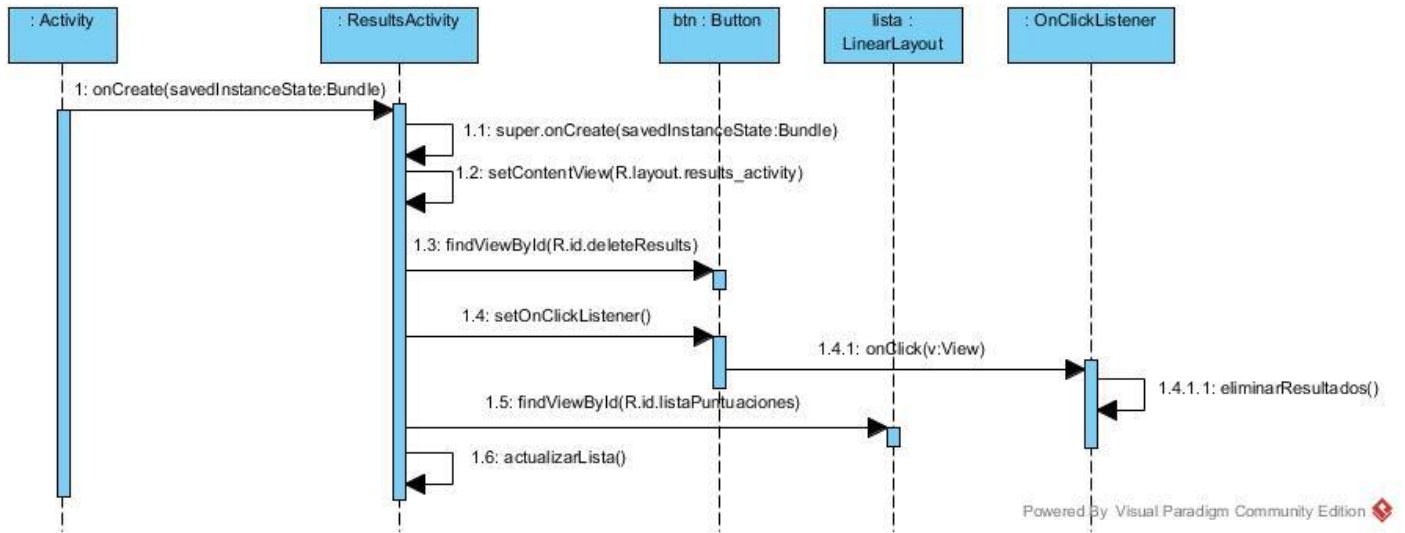 : Activity
: ResultsActivity
btn : Button
lista :
LinearLayout
: OnClickListener
1: onCreate(savedInstanceState:Bundle)
1.1: super.onCreate(savedInstanceState:Bundle)
1.2: setContentView(R.layout.results_activity)
1.3: findViewById(R.id.deleteResults)
1.4: setOnClickListener()
1.4.1: onClick(v:View)
1.4.1.1: eliminarResultados()
1.5: findViewById(R.id.listaPuntuaciones)
1.6: actualizarLista()
Powered By Visual Paradigm Community Edition